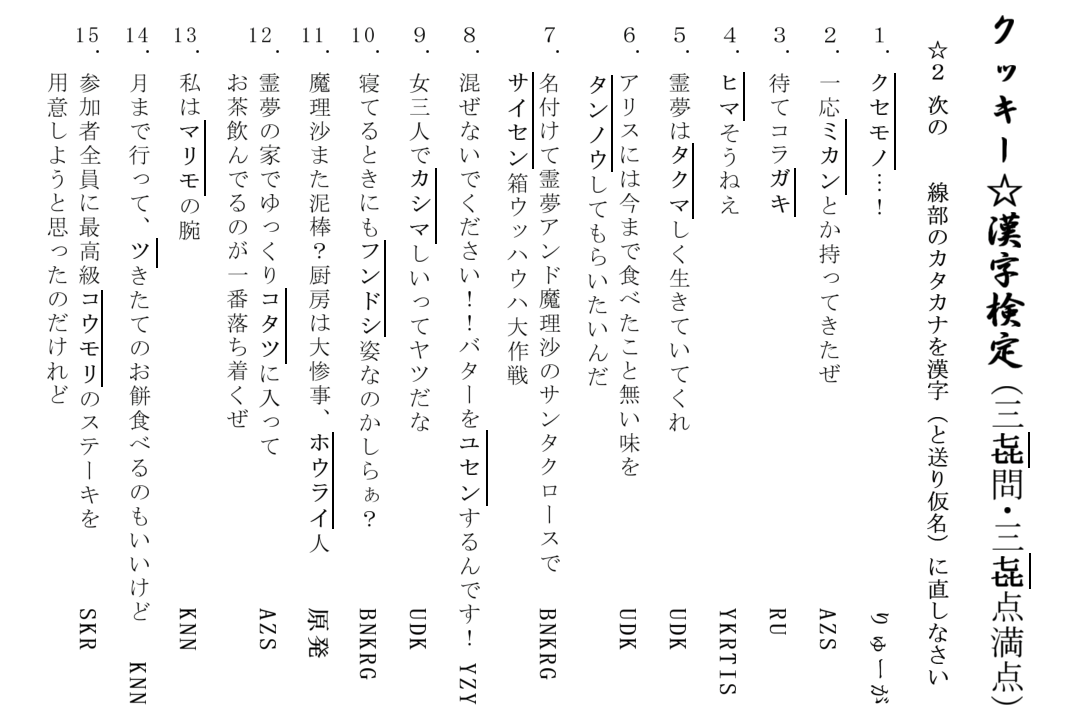 クッキー☆漢字検定（三㐂問・三㐂点満点）
☆２ 次の　　線部のカタカナを漢字（と送り仮名）に直しなさい
1. クセモノ…！ りゅーが
2. 一応ミカンとか持ってきたぜ AZS
3. 待てコラガキ RU
4. ヒマそうねえ YKRTIS
5. 霊夢はタクマしく生きていてくれ UDK
6. アリスには今まで食べたこと無い味を UDK
タンノウしてもらいたいんだ
7. 名付けて霊夢アンド魔理沙のサンタクロースで BNKRG
サイセン箱ウッハウハ大作戦
8. 混ぜないでください！！バターをユセンするんです！ YZY
9. 女三人でカシマしいってヤツだな UDK
10. 寝てるときにもフンドシ姿なのかしらぁ？ BNKRG
11. 魔理沙また泥棒？厨房は大惨事、ホウライ人 原発
12. 霊夢の家でゆっくりコタツに入って AZS
お茶飲んでるのが一番落ち着くぜ
13. 私はマリモの腕 KNN
14. 月まで行って、ツきたてのお餅食べるのもいいけど KNN
15. 参加者全員に最高級コウモリのステーキを SKR
用意しようと思ったのだけれど